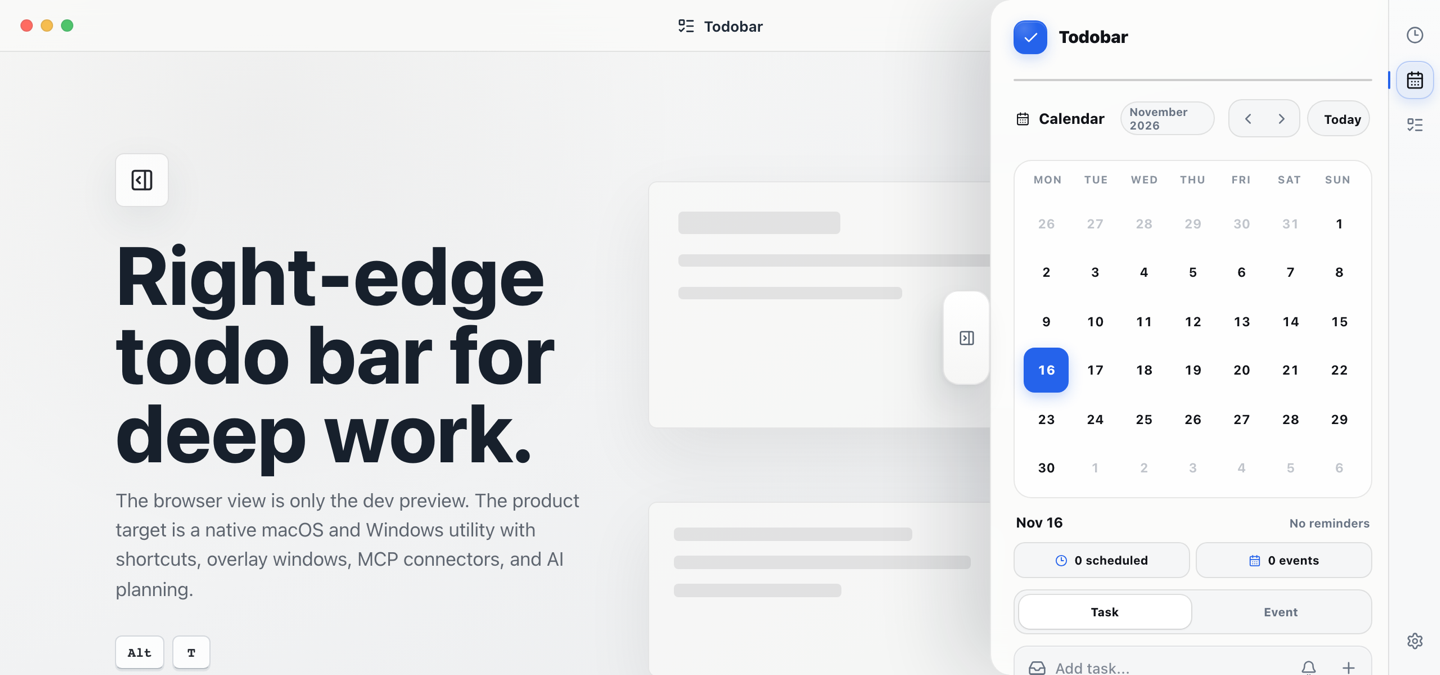 Todobar
Right-edge
todo bar for
deep work.
The browser view is only the dev preview. The product
target is a native macOS and Windows utility with
shortcuts, overlay windows, MCP connectors, and AI
planning.
Alt T
Todobar
Calendar
November
2026
Today
MON TUE WED THU FRI SAT SUN
26 27 28 29 30 31 1
2 3 4 5 6 7 8
9 10 11 12 13 14 15
16 17 18 19 20 21 22
23 24 25 26 27 28 29
30 1 2 3 4 5 6
Nov 16 No reminders
0 scheduled 0 events
Task Event
Add task...